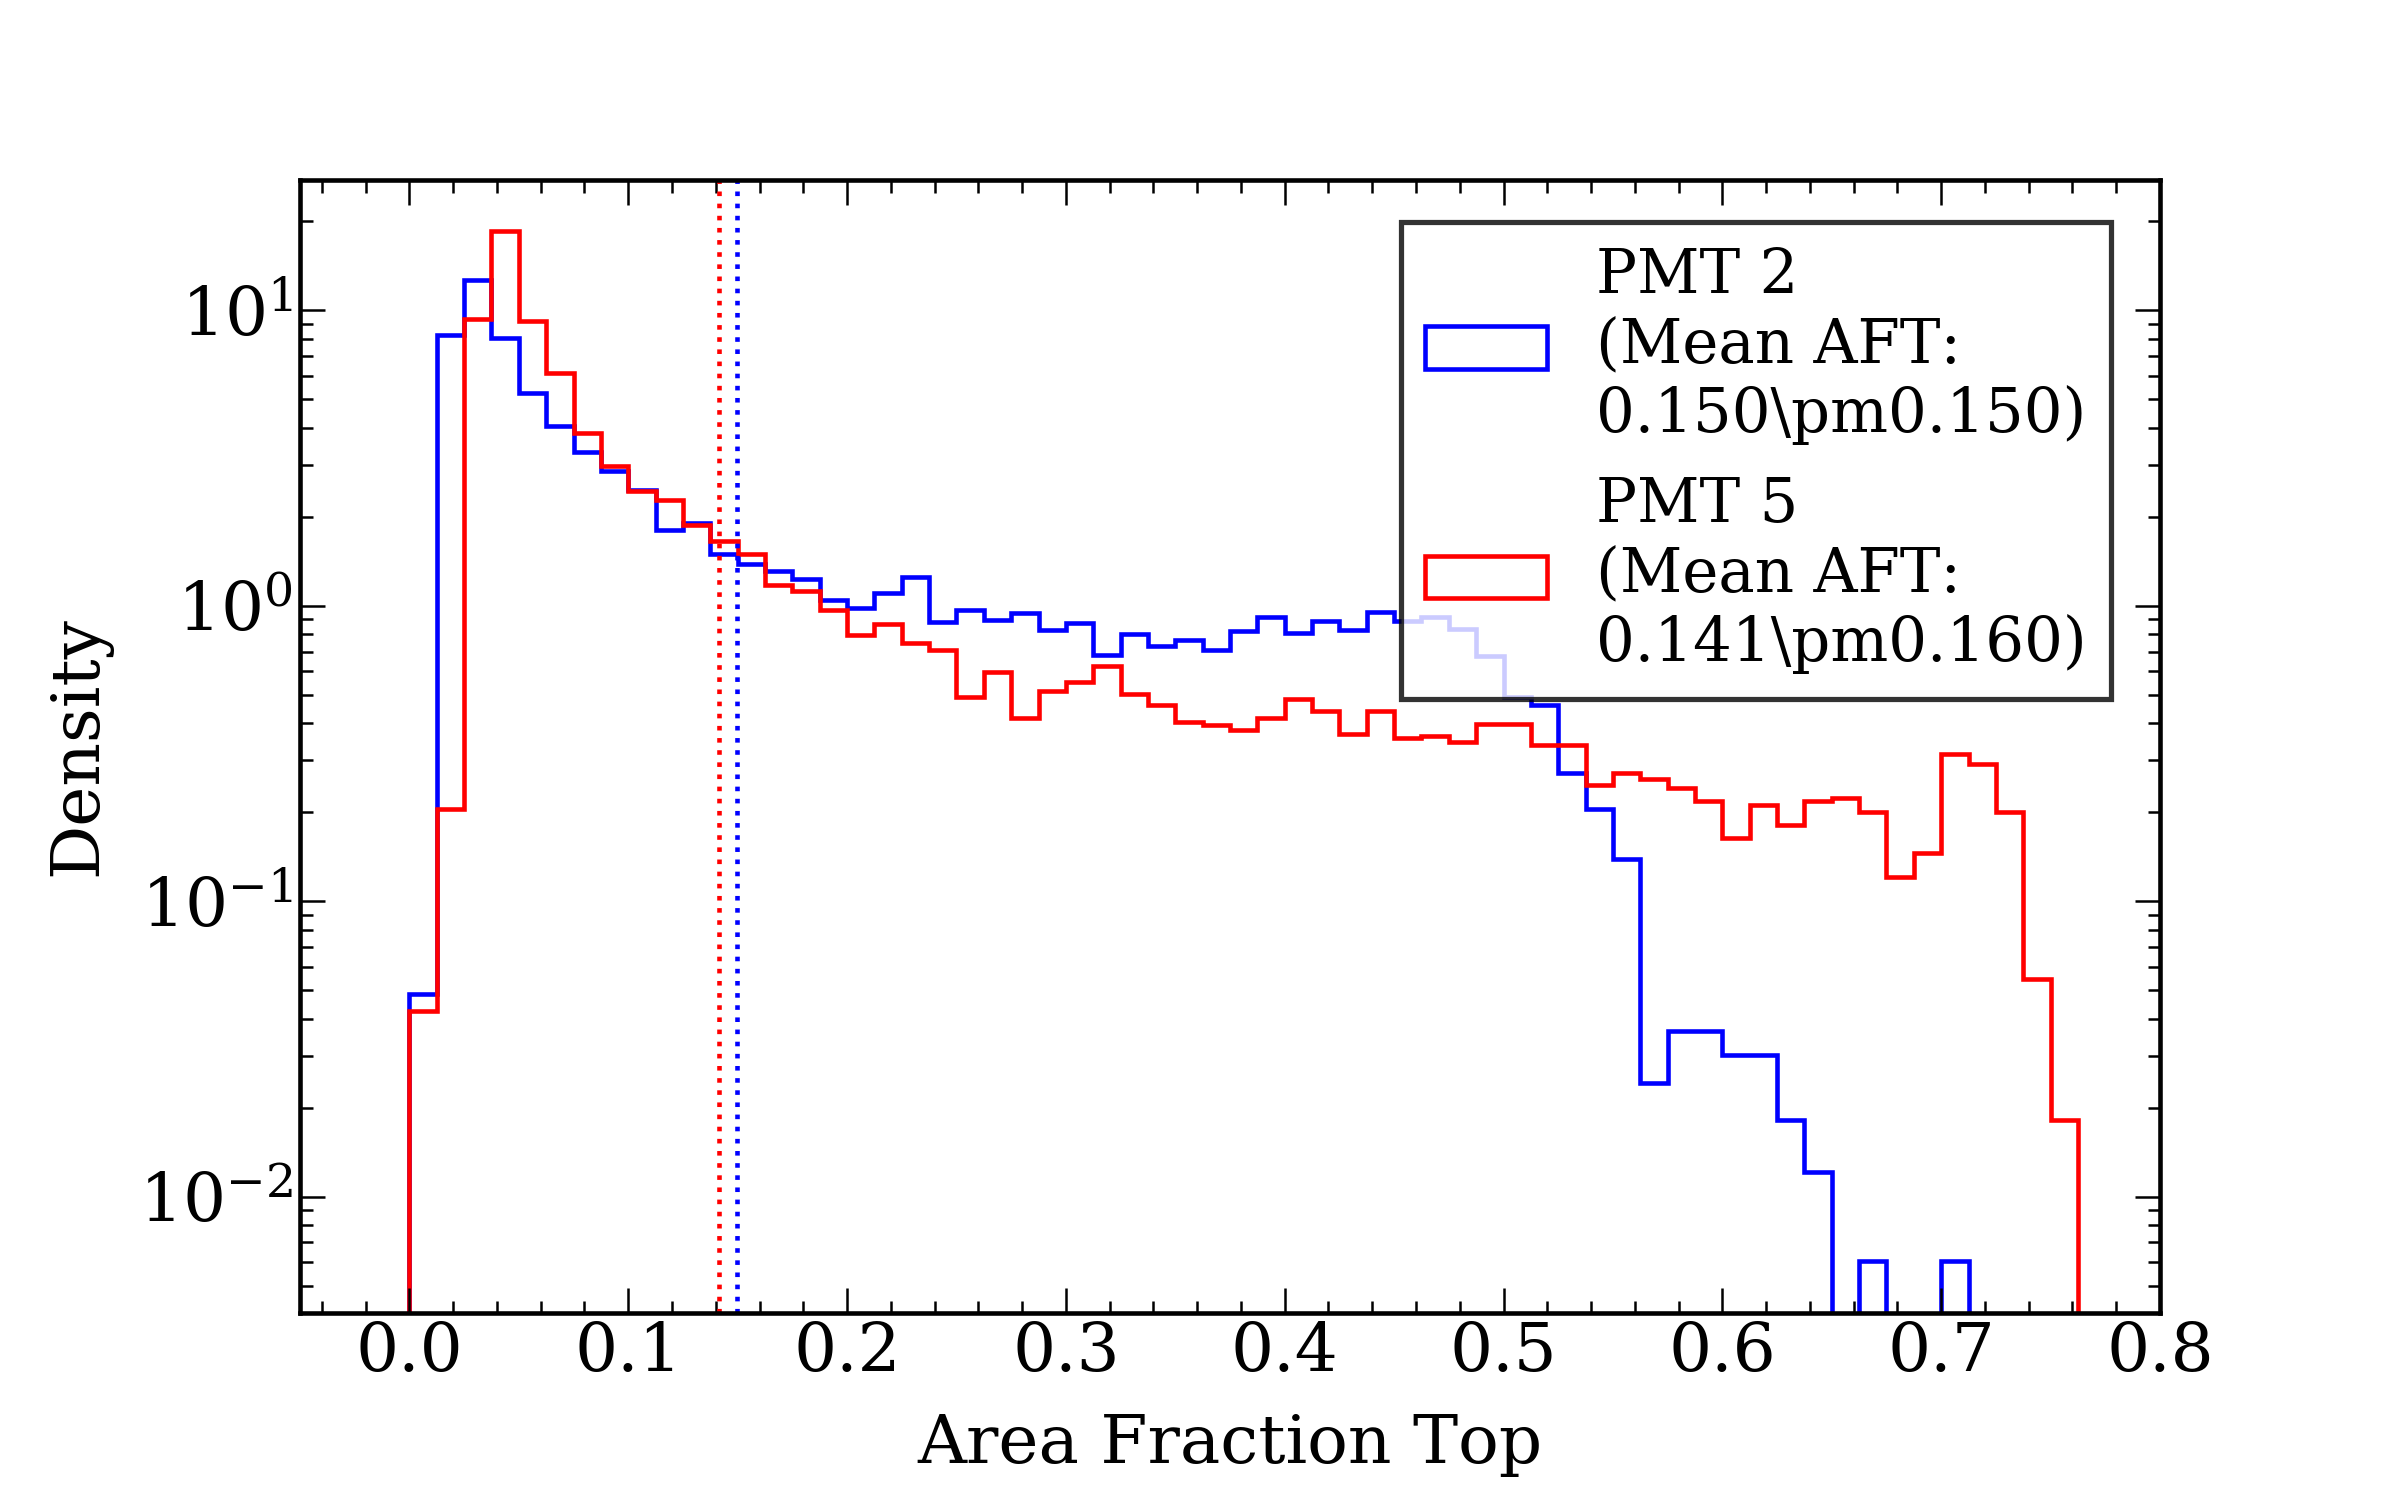 PMT 2
(Mean AFT:
0.150\pm0.150)
PMT 5
(Mean AFT:
0.141\pm0.160)
10¹
10⁰
10⁻¹
10⁻²
Density
0.0 0.1 0.2 0.3 0.4 0.5 0.6 0.7 0.8
Area Fraction Top